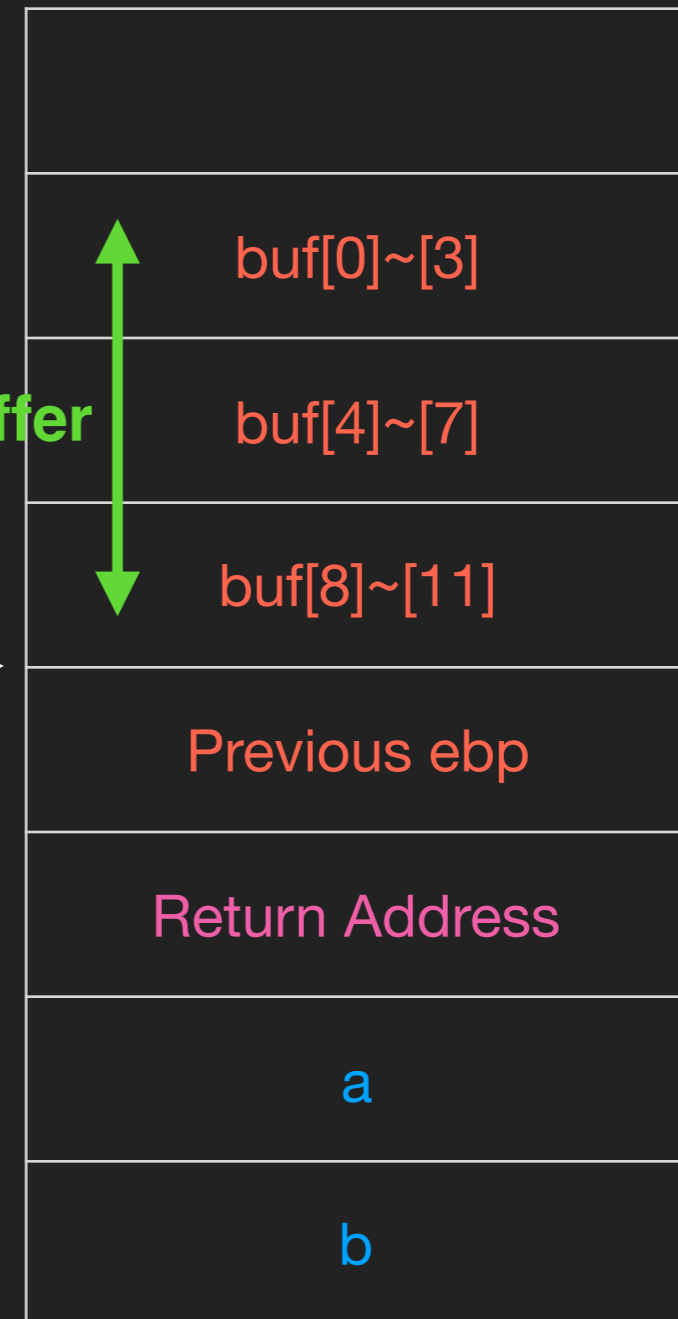 buf[0]~[3]
ffer
buf[4]~[7]
buf[8]~[11]
Previous ebp
Return Address
a
b